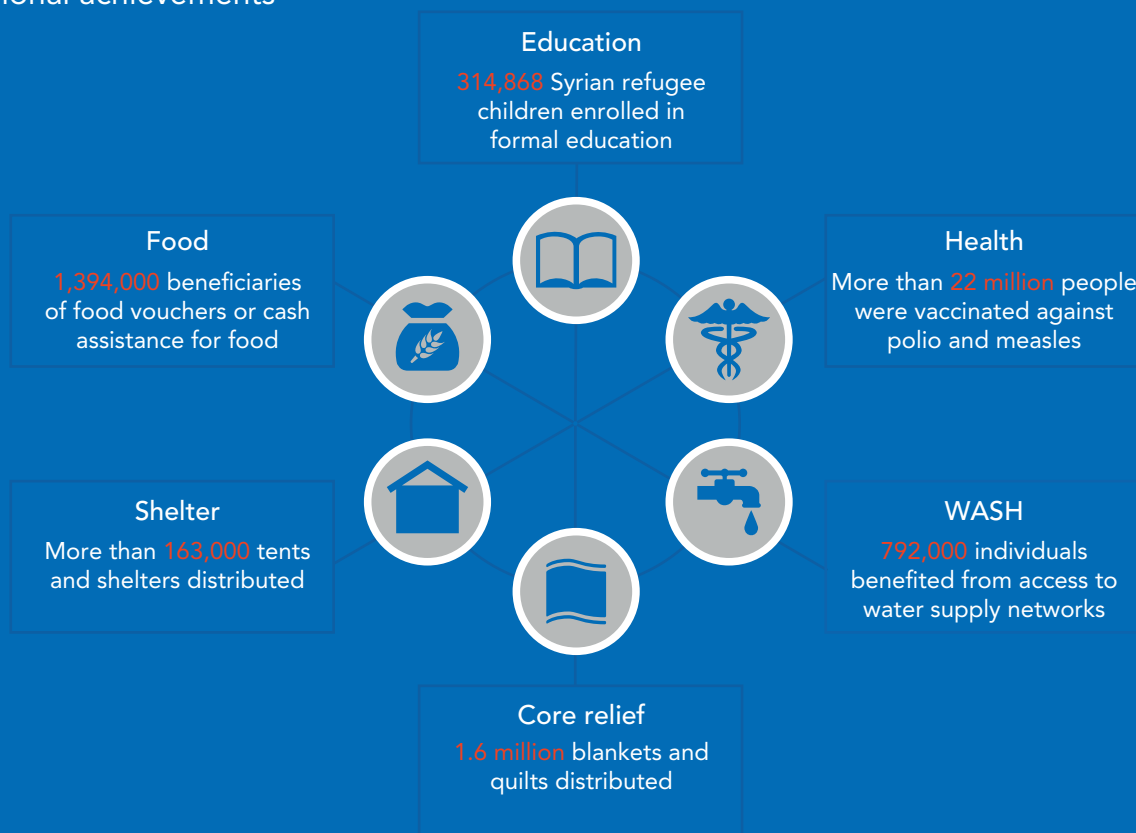 achievements
Education
314,868 Syrian refugee
children enrolled in
formal education
Food
1,394,000 beneficiaries
of food vouchers or cash
assistance for food
Health
More than 22 million people
were vaccinated against
polio and measles
Shelter
More than 163,000 tents
and shelters distributed
WASH
792,000 individuals
benefited from access to
water supply networks
Core relief
1.6 million blankets and
quilts distributed